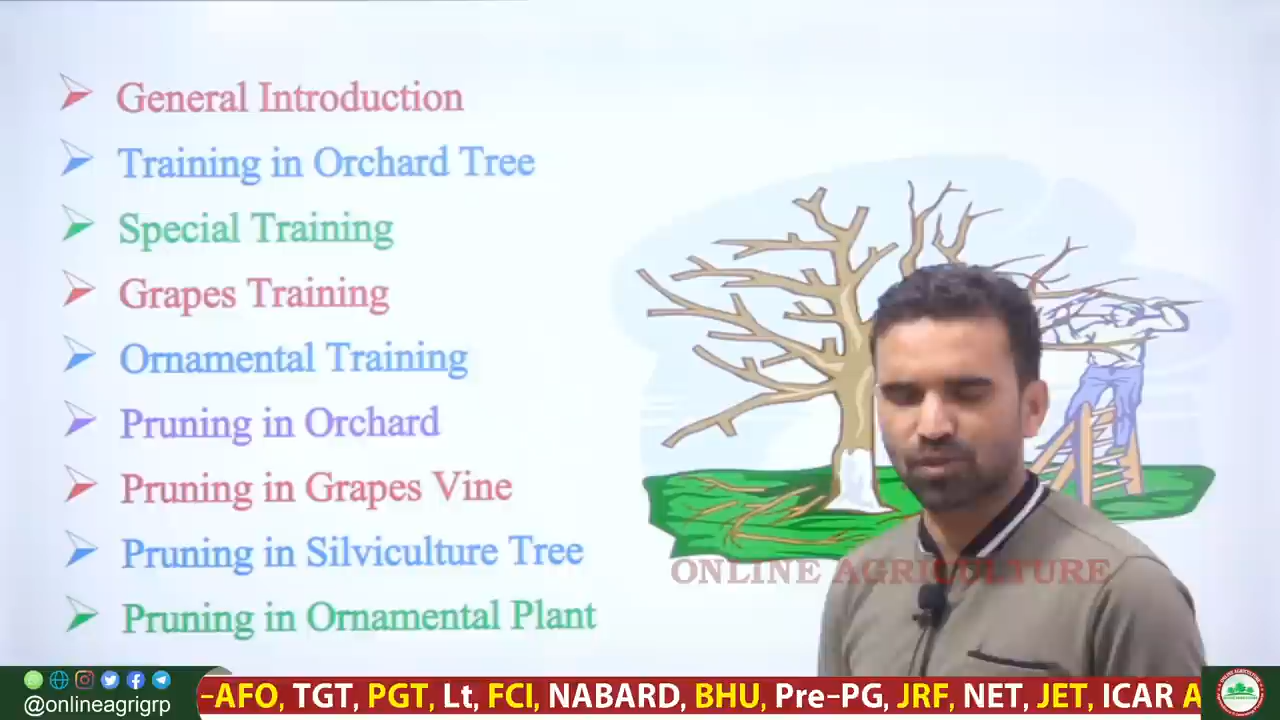 General Introduction
Training in Orchard Tree
Special Training
Grapes Training
Ornamental Training
Pruning in Orchard
Pruning in Grapes Vine
Pruning in Silviculture Tree
Pruning in Ornamental Plant
ONLINE AGRICULTURE
@onlineagrigrp
-AFO, TGT, PGT, Lt, FCI, NABARD, BHU, Pre-PG, JRF, NET, JET, ICAR A